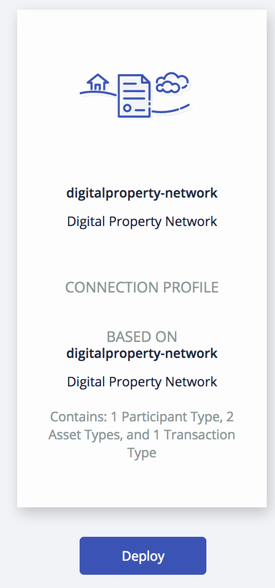 digitalproperty-network
Digital Property Network
CONNECTION PROFILE
BASED ON
digitalproperty-network
Digital Property Network
Contains: 1 Participant Type, 2
Asset Types, and 1 Transaction
Type
Deploy